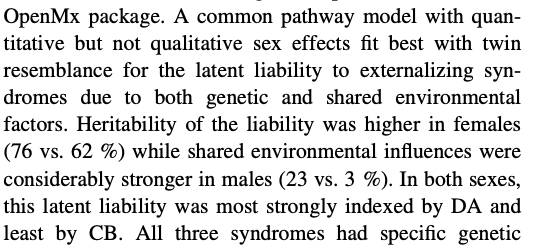 OpenMx package. A common pathway model with quan-
titative but not qualitative sex effects fit best with twin
resemblance for the latent liability to externalizing syn-
dromes due to both genetic and shared environmental
factors. Heritability of the liability was higher in females
(76 vs. 62 %) while shared environmental influences were
considerably stronger in males (23 vs. 3 %). In both sexes,
this latent liability was most strongly indexed by DA and
least by CB. All three syndromes had specific genetic